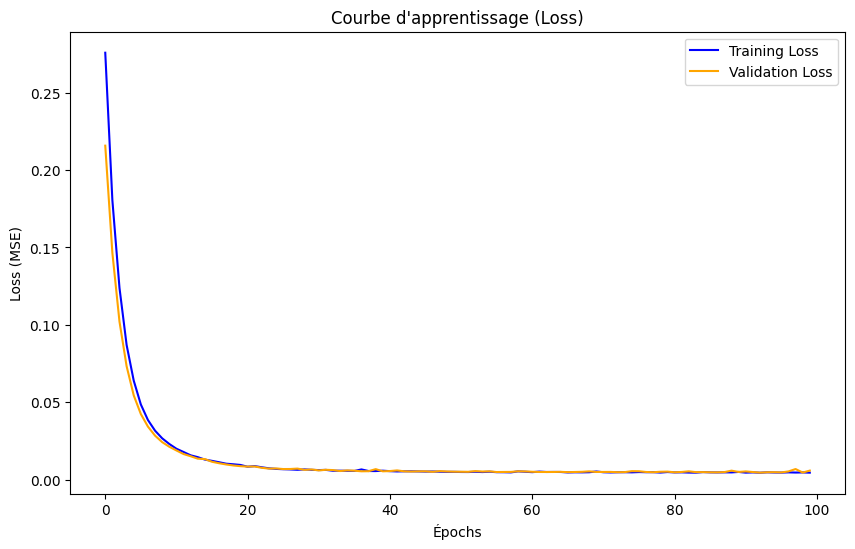 Courbe d'apprentissage (Loss)
Training Loss
Validation Loss
Loss (MSE)
0.25
0.20
0.15
0.10
0.05
0.00
0 20 40 60 80 100
Épochs